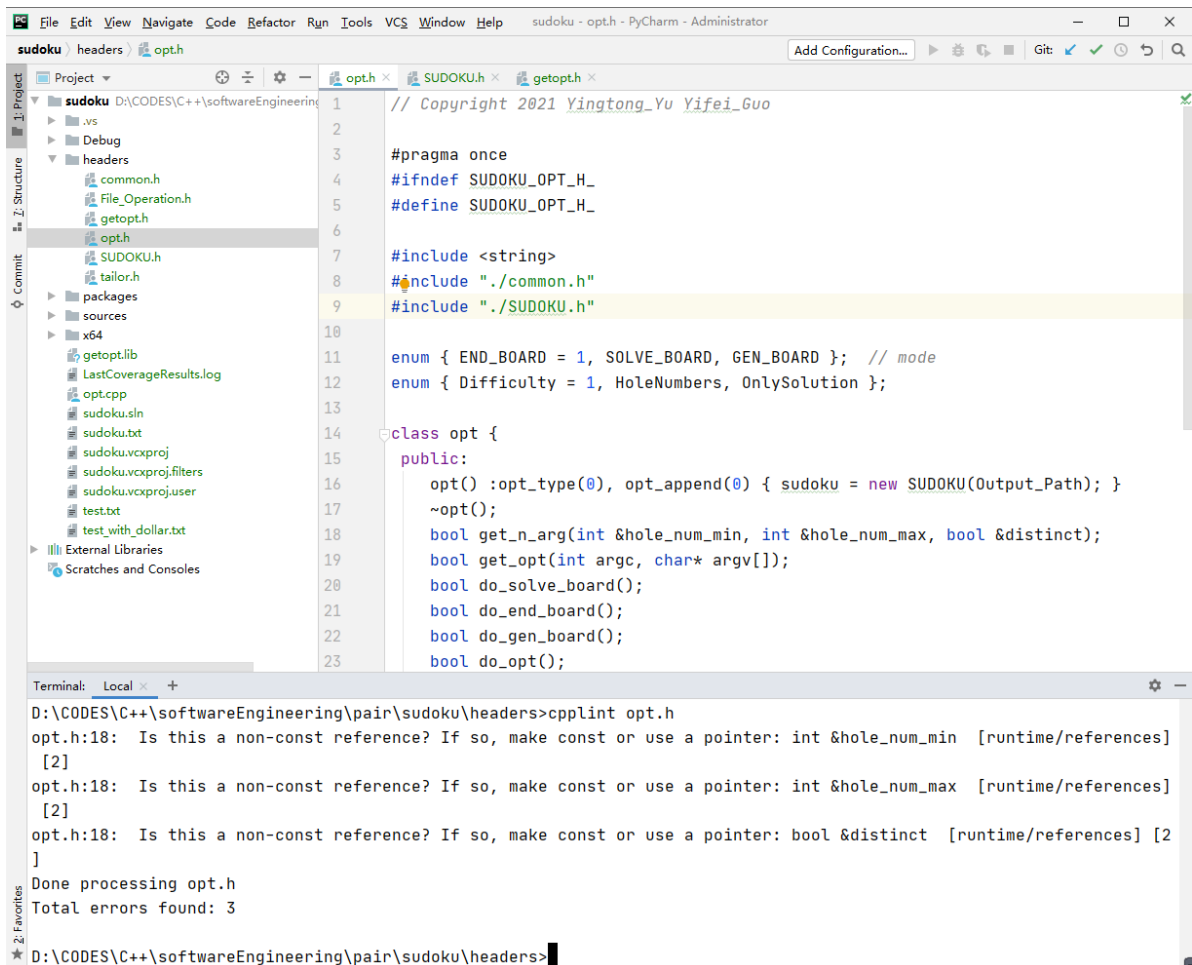 PC File Edit View Navigate Code Refactor Run Tools VCS Window Help sudoku - opt.h - PyCharm - Administrator
sudoku headers opt.h Add Configuration... Git:
1: Project
7: Structure
Commit
2: Favorites
Project
sudoku D:\CODES\C++\softwareEngineering
.vs
Debug
headers
common.h
File_Operation.h
getopt.h
opt.h
SUDOKU.h
tailor.h
packages
sources
x64
getopt.lib
LastCoverageResults.log
opt.cpp
sudoku.sln
sudoku.txt
sudoku.vcxproj
sudoku.vcxproj.filters
sudoku.vcxproj.user
test.txt
test_with_dollar.txt
External Libraries
Scratches and Consoles
opt.h SUDOKU.h getopt.h
1 // Copyright 2021 Yingtong_Yu Yifei_Guo
2
3 #pragma once
4 #ifndef SUDOKU_OPT_H_
5 #define SUDOKU_OPT_H_
6
7 #include <string>
8 #include "./common.h"
9 #include "./SUDOKU.h"
10
11 enum { END_BOARD = 1, SOLVE_BOARD, GEN_BOARD };  // mode
12 enum { Difficulty = 1, HoleNumbers, OnlySolution };
13
14 class opt {
15  public:
16     opt() :opt_type(0), opt_append(0) { sudoku = new SUDOKU(Output_Path); }
17     ~opt();
18     bool get_n_arg(int &hole_num_min, int &hole_num_max, bool &distinct);
19     bool get_opt(int argc, char* argv[]);
20     bool do_solve_board();
21     bool do_end_board();
22     bool do_gen_board();
23     bool do_opt();
Terminal: Local +
D:\CODES\C++\softwareEngineering\pair\sudoku\headers>cpplint opt.h
opt.h:18:  Is this a non-const reference? If so, make const or use a pointer: int &hole_num_min  [runtime/references]
 [2]
opt.h:18:  Is this a non-const reference? If so, make const or use a pointer: int &hole_num_max  [runtime/references]
 [2]
opt.h:18:  Is this a non-const reference? If so, make const or use a pointer: bool &distinct  [runtime/references] [2
]
Done processing opt.h
Total errors found: 3
D:\CODES\C++\softwareEngineering\pair\sudoku\headers>